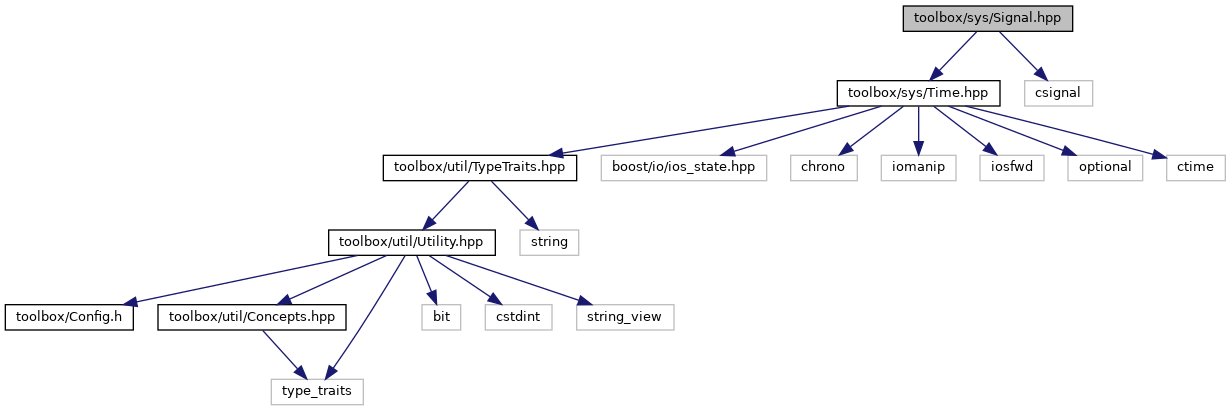 toolbox/sys/Signal.hpp
toolbox/sys/Time.hpp
csignal
toolbox/util/TypeTraits.hpp
boost/io/ios_state.hpp
chrono
iomanip
iosfwd
optional
ctime
toolbox/util/Utility.hpp
string
toolbox/Config.h
toolbox/util/Concepts.hpp
bit
cstdint
string_view
type_traits